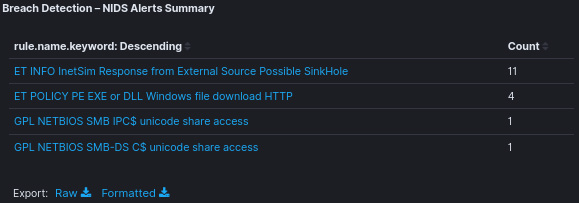 Breach Detection – NIDS Alerts Summary
rule.name.keyword: Descending Count
ET INFO InetSim Response from External Source Possible SinkHole 11
ET POLICY PE EXE or DLL Windows file download HTTP 4
GPL NETBIOS SMB IPC$ unicode share access 1
GPL NETBIOS SMB-DS C$ unicode share access 1
Export: Raw Formatted